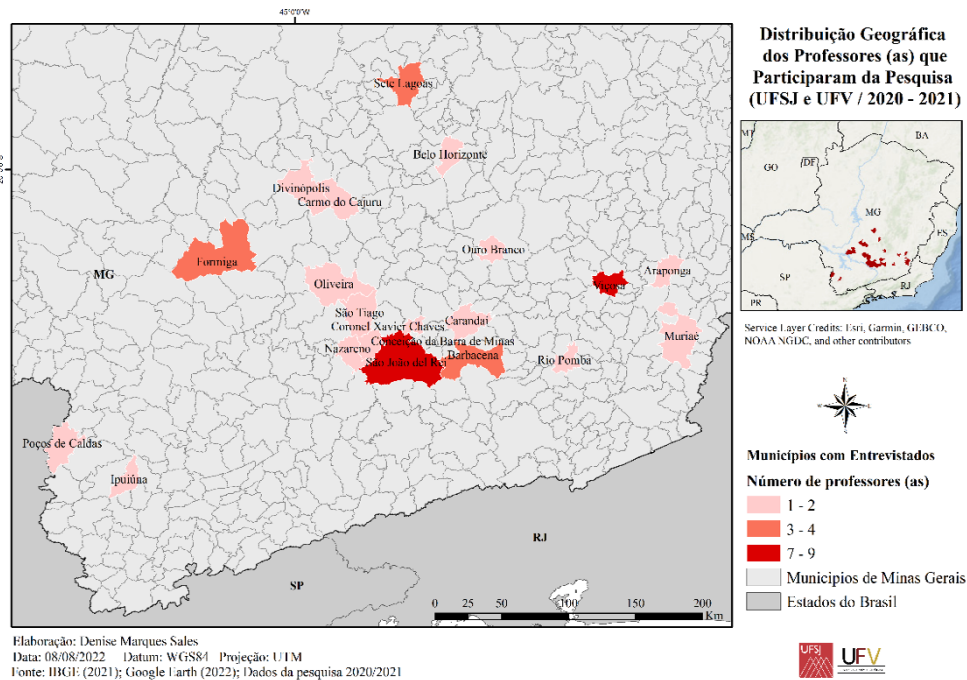 45°0'0"W
Distribuição Geográfica
dos Professores (as) que
Participaram da Pesquisa
(UFSJ e UFV / 2020 - 2021)
Sete Lagoas
Belo Horizonte
Divinópolis
Carmo do Cajuru
Ouro Branco
Formiga
MG
Oliveira
Viçosa
Araponga
São Tiago
Coronel Xavier Chaves
Carandaí
Conceição da Barra de Minas
Nazareno
São João del Rei
Barbacena
Rio Pomba
Muriaé
Poços de Caldas
Ipuiúna
RJ
SP
0 50 100 150 200
Km
MT
BA
GO
DF
MG
MS
ES
SP
RJ
PR
Service Layer Credits: Esri, Garmin, GEBCO,
NOAA NGDC, and other contributors
N
W
E
S
Municípios com Entrevistados
Número de professores (as)
1 - 2
3 - 4
7 - 9
Municipios de Minas Gerais
Estados do Brasil
Elaboração: Denise Marques Sales
Data: 08/08/2022 Datum: WGS84 Projeção: UTM
Fonte: IBGE (2021); Google Earth (2022); Dados da pesquisa 2020/2021
UFSJ
UFV